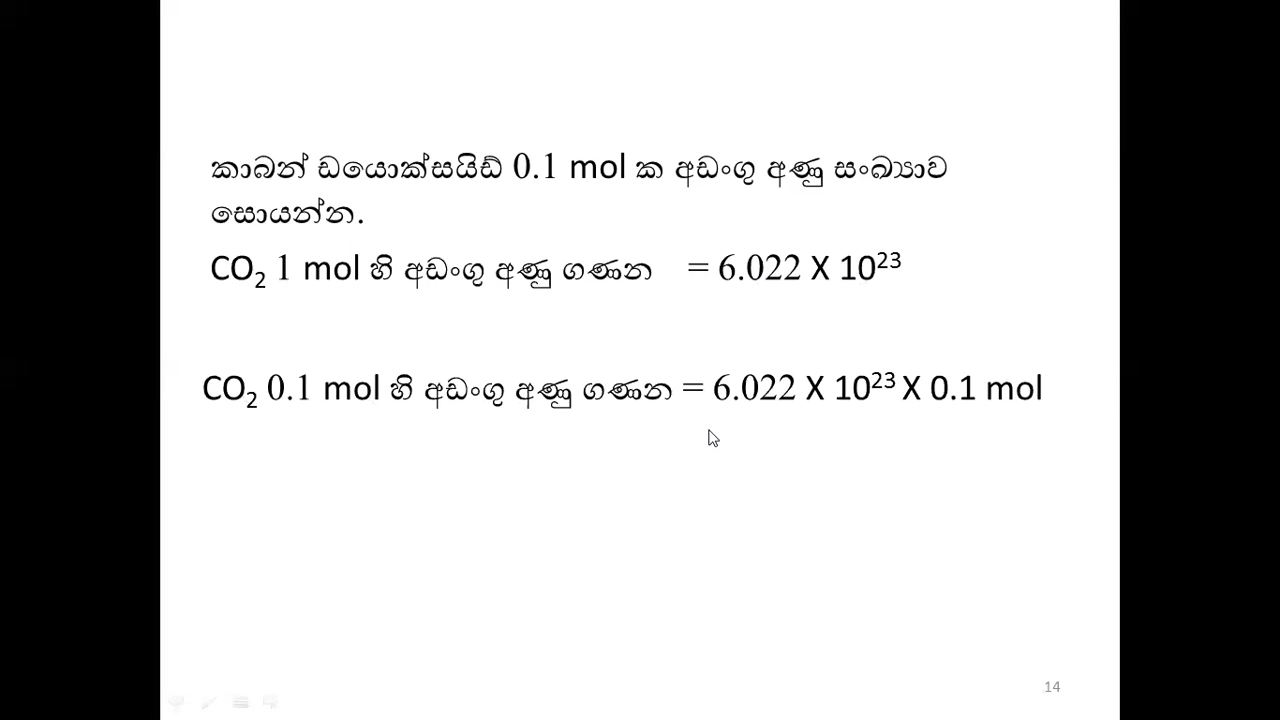 කාබන් ඩයොක්සයිඩ් 0.1 mol ක අඩංගු අණු සංඛ්‍යාව
සොයන්න.
CO₂ 1 mol හි අඩංගු අණු ගණන = 6.022 X 10²³
CO₂ 0.1 mol හි අඩංගු අණු ගණන = 6.022 X 10²³ X 0.1 mol
14